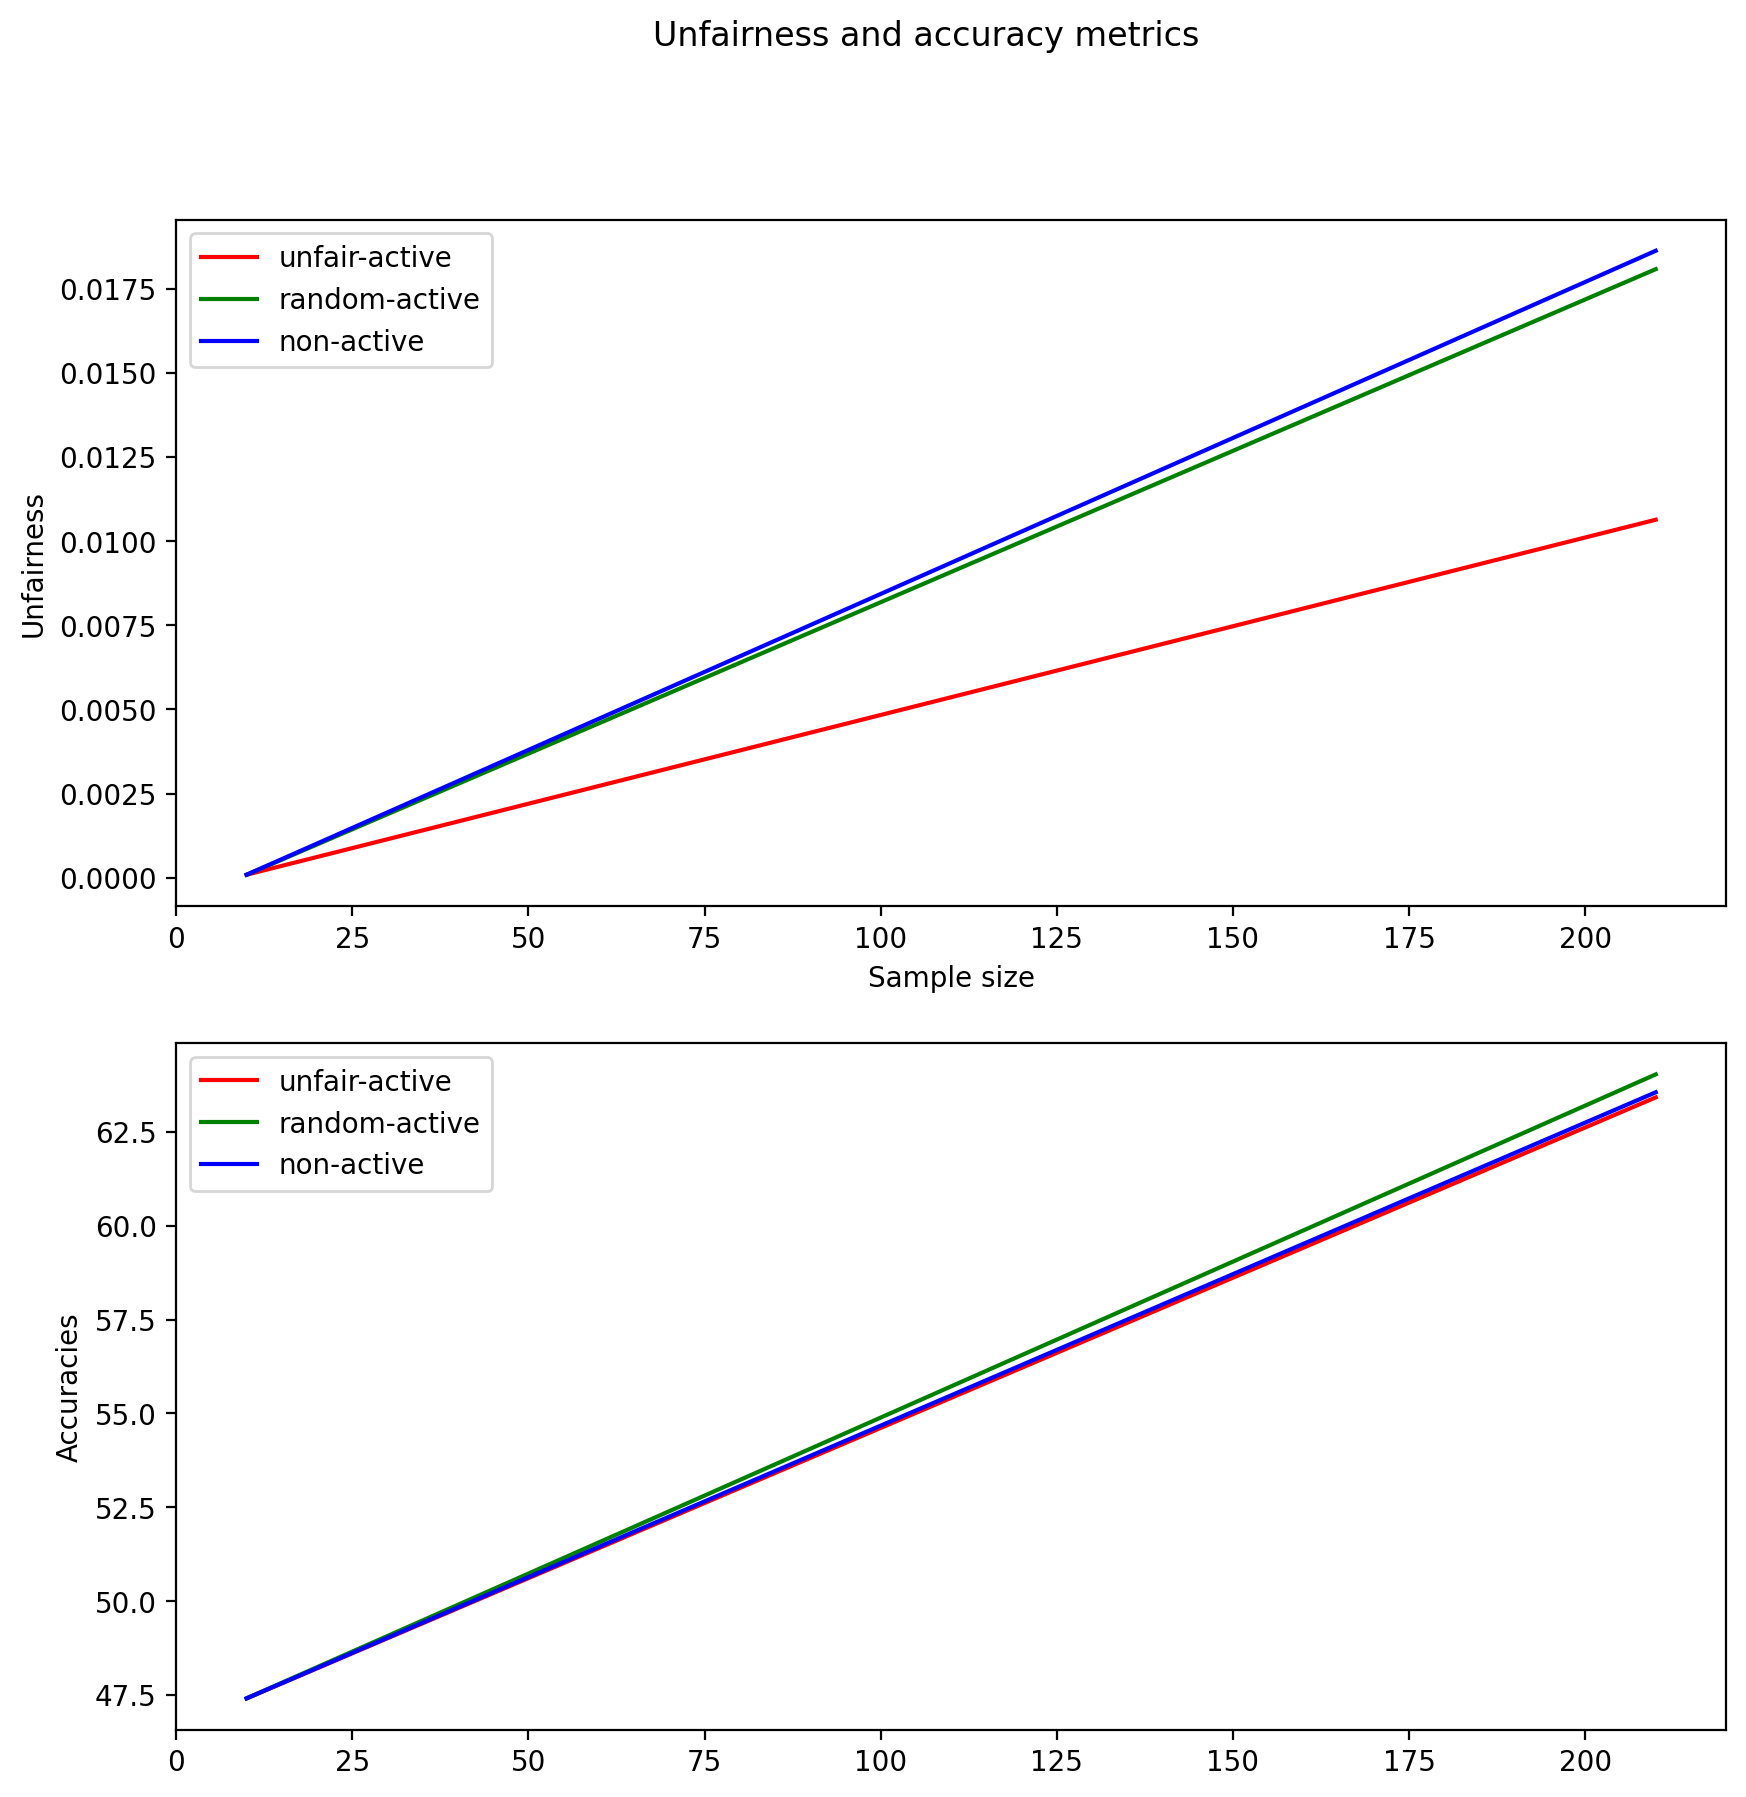 Unfairness and accuracy metrics
unfair-active
random-active
non-active
0.0175
0.0150
0.0125
0.0100
0.0075
0.0050
0.0025
0.0000
Unfairness
0 25 50 75 100 125 150 175 200
Sample size
unfair-active
random-active
non-active
62.5
60.0
57.5
55.0
52.5
50.0
47.5
Accuracies
0 25 50 75 100 125 150 175 200